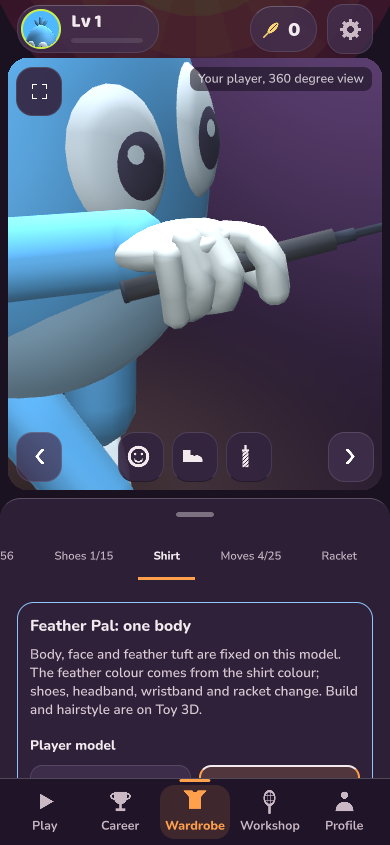 Lv 1
0
Your player, 360 degree view
56
Shoes 1/15
Shirt
Moves 4/25
Racket
Feather Pal: one body
Body, face and feather tuft are fixed on this model.
The feather colour comes from the shirt colour;
shoes, headband, wristband and racket change. Build
and hairstyle are on Toy 3D.
Player model
Play
Career
Wardrobe
Workshop
Profile